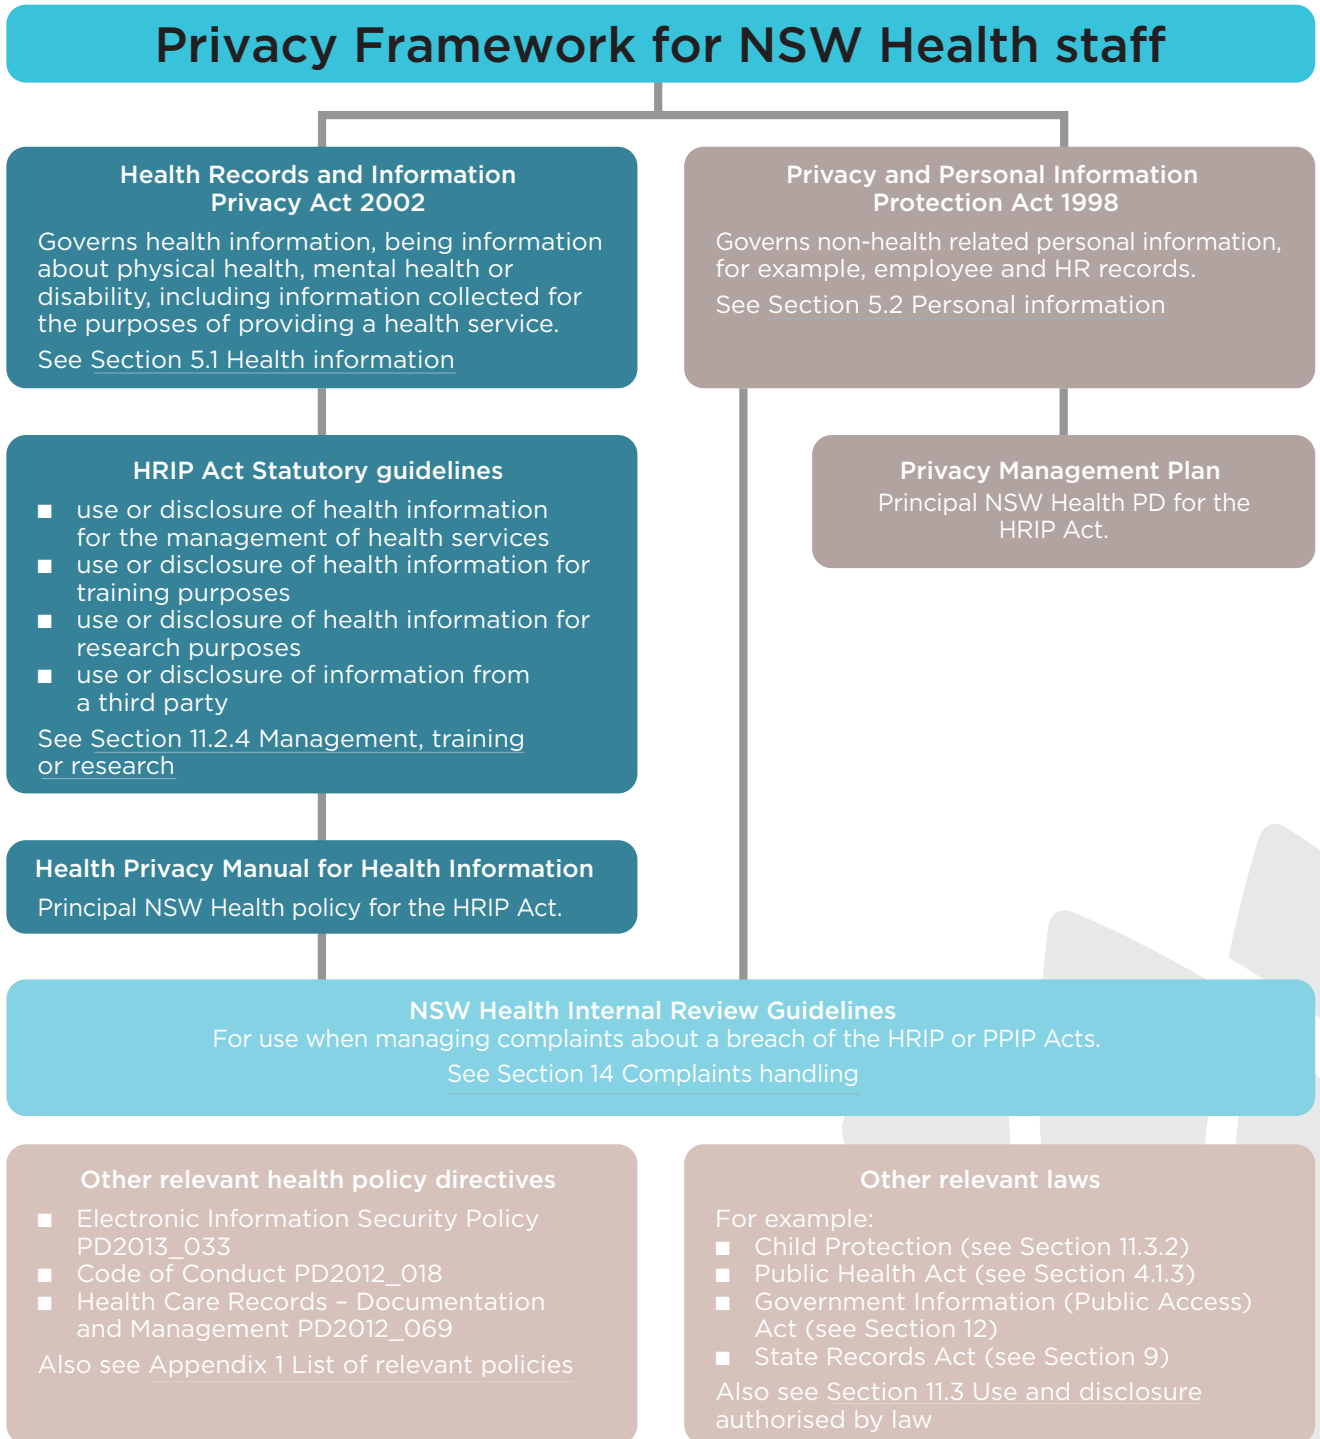 Privacy Framework for NSW Health staff
Health Records and Information
Privacy Act 2002
Governs health information, being information
about physical health, mental health or
disability, including information collected for
the purposes of providing a health service.
See Section 5.1 Health information
Privacy and Personal Information
Protection Act 1998
Governs non-health related personal information,
for example, employee and HR records.
See Section 5.2 Personal information
HRIP Act Statutory guidelines
■ use or disclosure of health information
for the management of health services
■ use or disclosure of health information for
training purposes
■ use or disclosure of health information for
research purposes
■ use or disclosure of information from
a third party
See Section 11.2.4 Management, training
or research
Privacy Management Plan
Principal NSW Health PD for the
HRIP Act.
Health Privacy Manual for Health Information
Principal NSW Health policy for the HRIP Act.
NSW Health Internal Review Guidelines
For use when managing complaints about a breach of the HRIP or PPIP Acts.
See Section 14 Complaints handling
Other relevant health policy directives
■ Electronic Information Security Policy
PD2013_033
■ Code of Conduct PD2012_018
■ Health Care Records – Documentation
and Management PD2012_069
Also see Appendix 1 List of relevant policies
Other relevant laws
For example:
■ Child Protection (see Section 11.3.2)
■ Public Health Act (see Section 4.1.3)
■ Government Information (Public Access)
Act (see Section 12)
■ State Records Act (see Section 9)
Also see Section 11.3 Use and disclosure
authorised by law